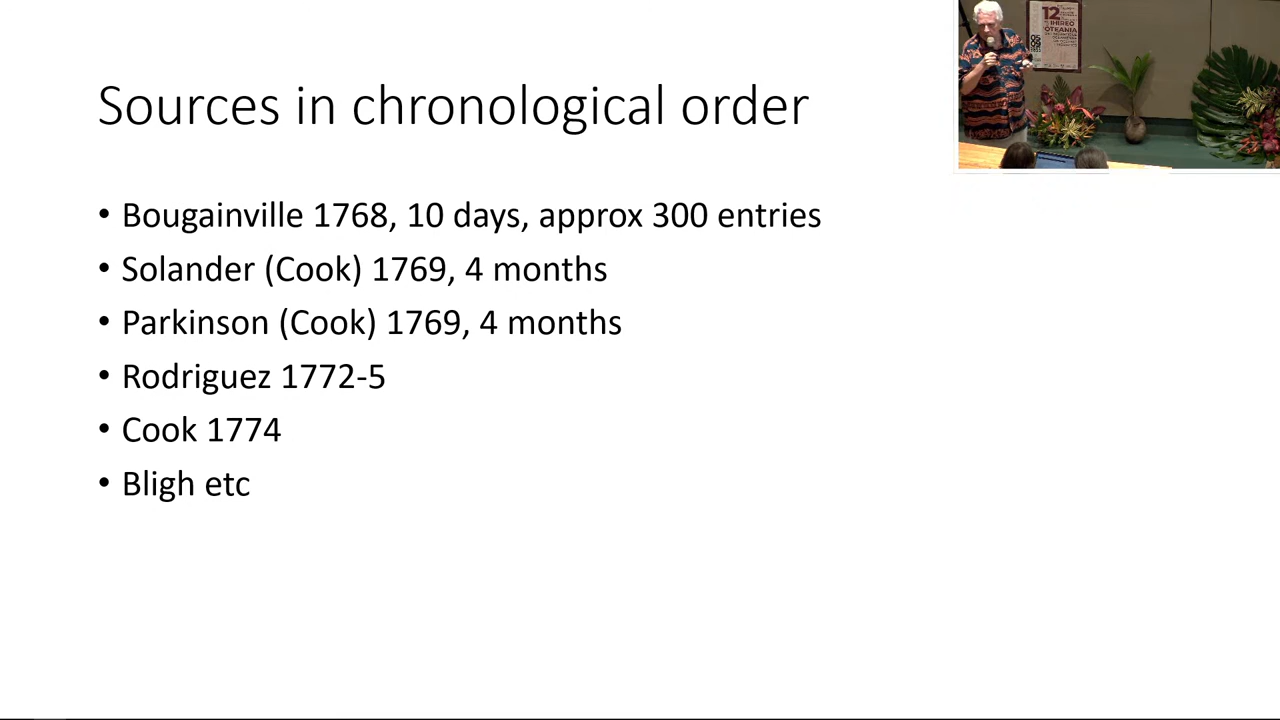 Sources in chronological order
• Bougainville 1768, 10 days, approx 300 entries
• Solander (Cook) 1769, 4 months
• Parkinson (Cook) 1769, 4 months
• Rodriguez 1772-5
• Cook 1774
• Bligh etc
12